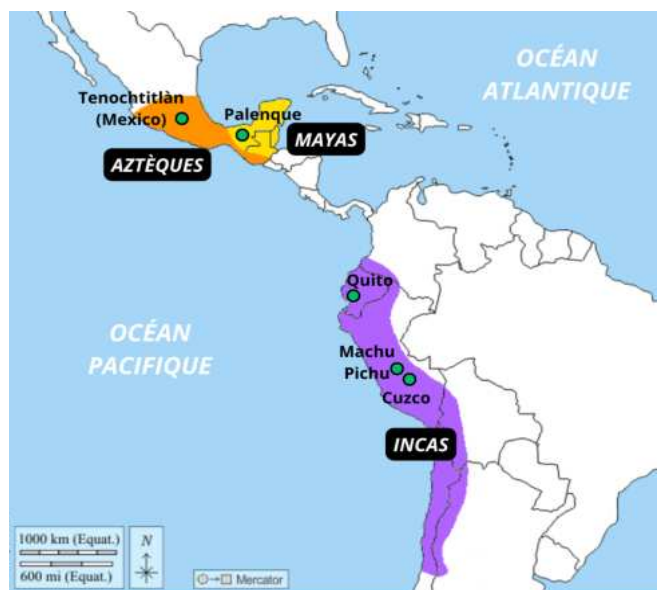 OCÉAN
ATLANTIQUE
Tenochtitlàn
(Mexico)
Palenque
MAYAS
AZTÈQUES
Quito
OCÉAN
PACIFIQUE
Machu
Pichu
Cuzco
INCAS
1000 km (Equat.)
600 mi (Equat.)
N
Mercator